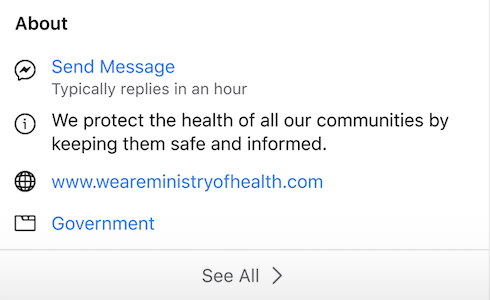 About
Send Message
Typically replies in an hour
We protect the health of all our communities by
keeping them safe and informed.
www.weareministryofhealth.com
Government
See All